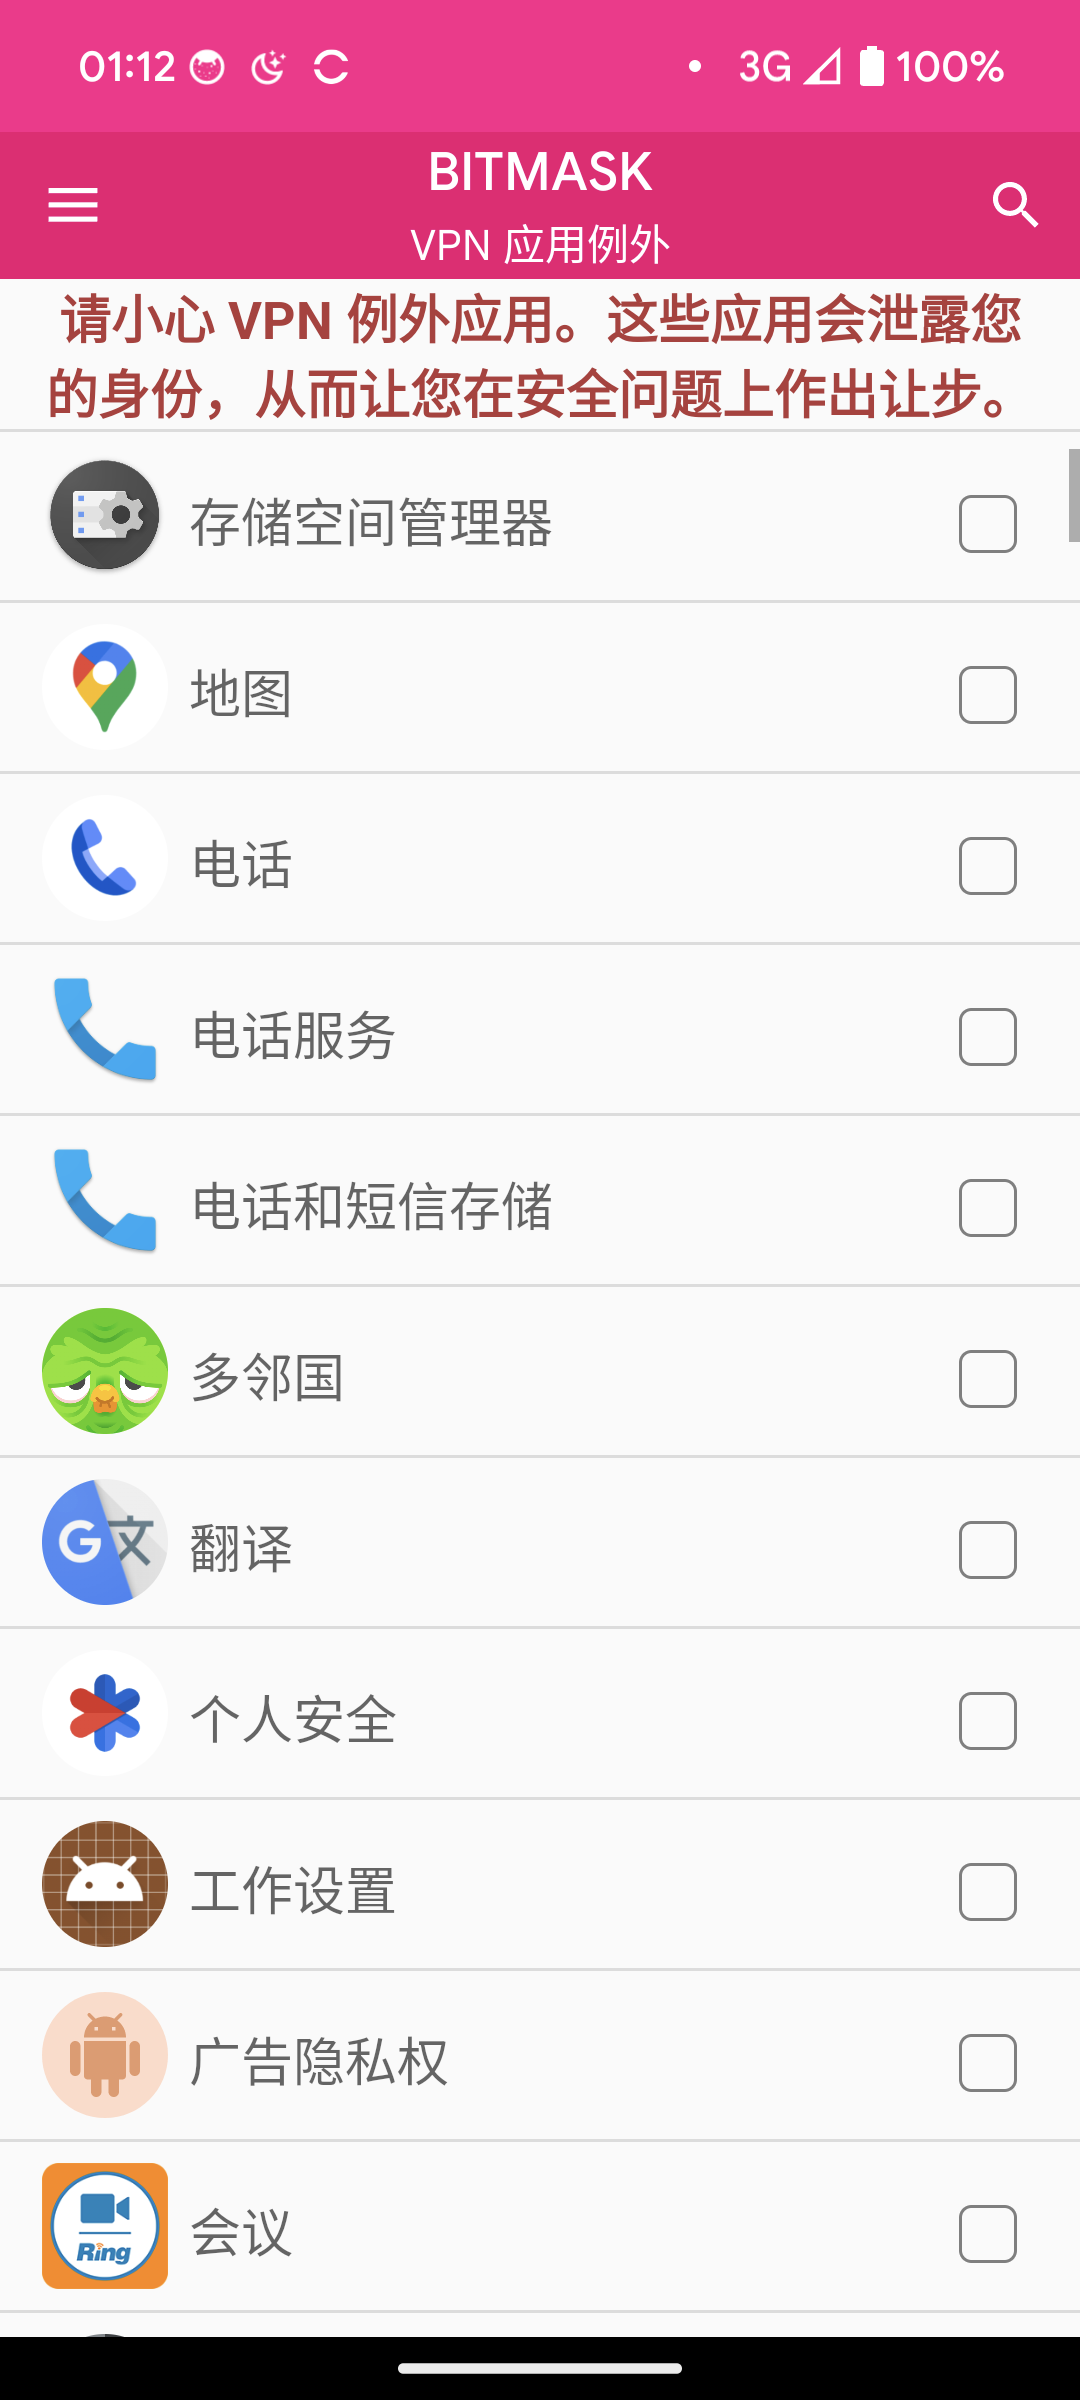 01:12 3G 100%
BITMASK
VPN 应用例外
请小心 VPN 例外应用。这些应用会泄露您
的身份，从而让您在安全问题上作出让步。
存储空间管理器
地图
电话
电话服务
电话和短信存储
多邻国
G文
翻译
个人安全
工作设置
广告隐私权
Ring
会议